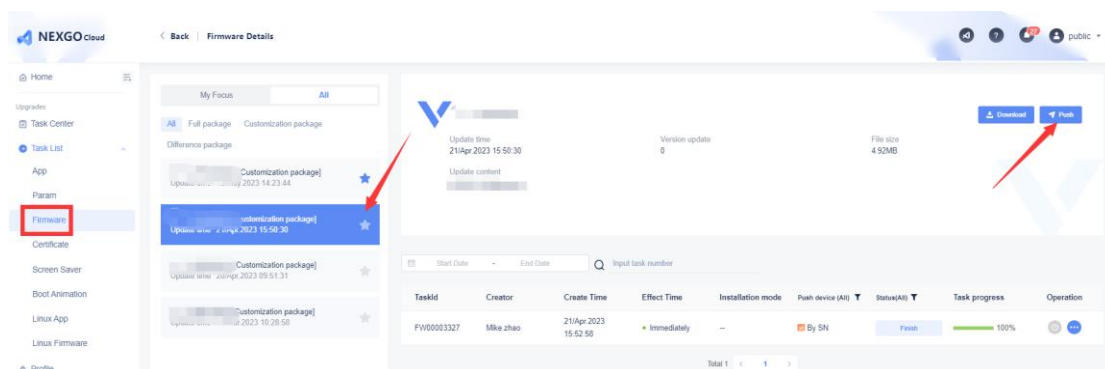 NEXGO Cloud
< Back | Firmware Details
? public
Home
Upgrades
Task Center
Task List
App
Param
Firmware
Certificate
Screen Saver
Boot Animation
Linux App
Linux Firmware
Profile
My Focus All
All Full package Customization package
Difference package
Customization package]
2023 14:23:44
ustomization package]
21/Apr.2023 15:50:30
Customization package]
Update time 20/Apr.2023 09:51:31
Customization package]
2023 10:28:58
Download Push
Update time Version update File size
21/Apr.2023 15:50:30 0 4.92MB
Update content
Start Date - End Date Input task number
TaskId Creator Create Time Effect Time Installation mode Push device (All) Status(All) Task progress Operation
FW00003327 Mike.zhao 21/Apr.2023 Immediately -- By SN Finish 100%
15:52:58
Total 1 < 1 >